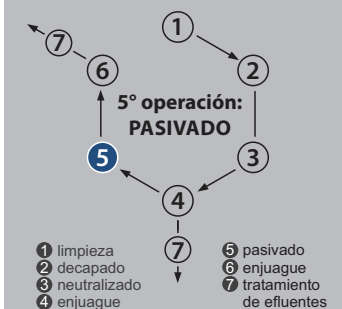 1
7
6
2
5° operación:
PASIVADO
5
3
4
7
1 limpieza
2 decapado
3 neutralizado
4 enjuague
5 pasivado
6 enjuague
7 tratamiento
de efluentes